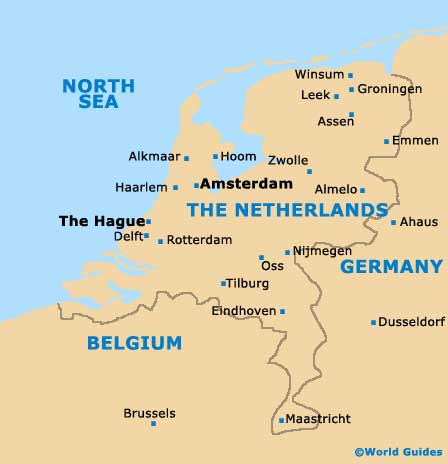 Winsum
Groningen
Leek
NORTH
SEA
Assen
Emmen
Alkmaar
Hoom
Zwolle
Haarlem
Amsterdam
Almelo
THE NETHERLANDS
The Hague
Ahaus
Delft
Rotterdam
Nijmegen
Oss
GERMANY
Tilburg
Eindhoven
Dusseldorf
BELGIUM
Brussels
Maastricht
©World Guides